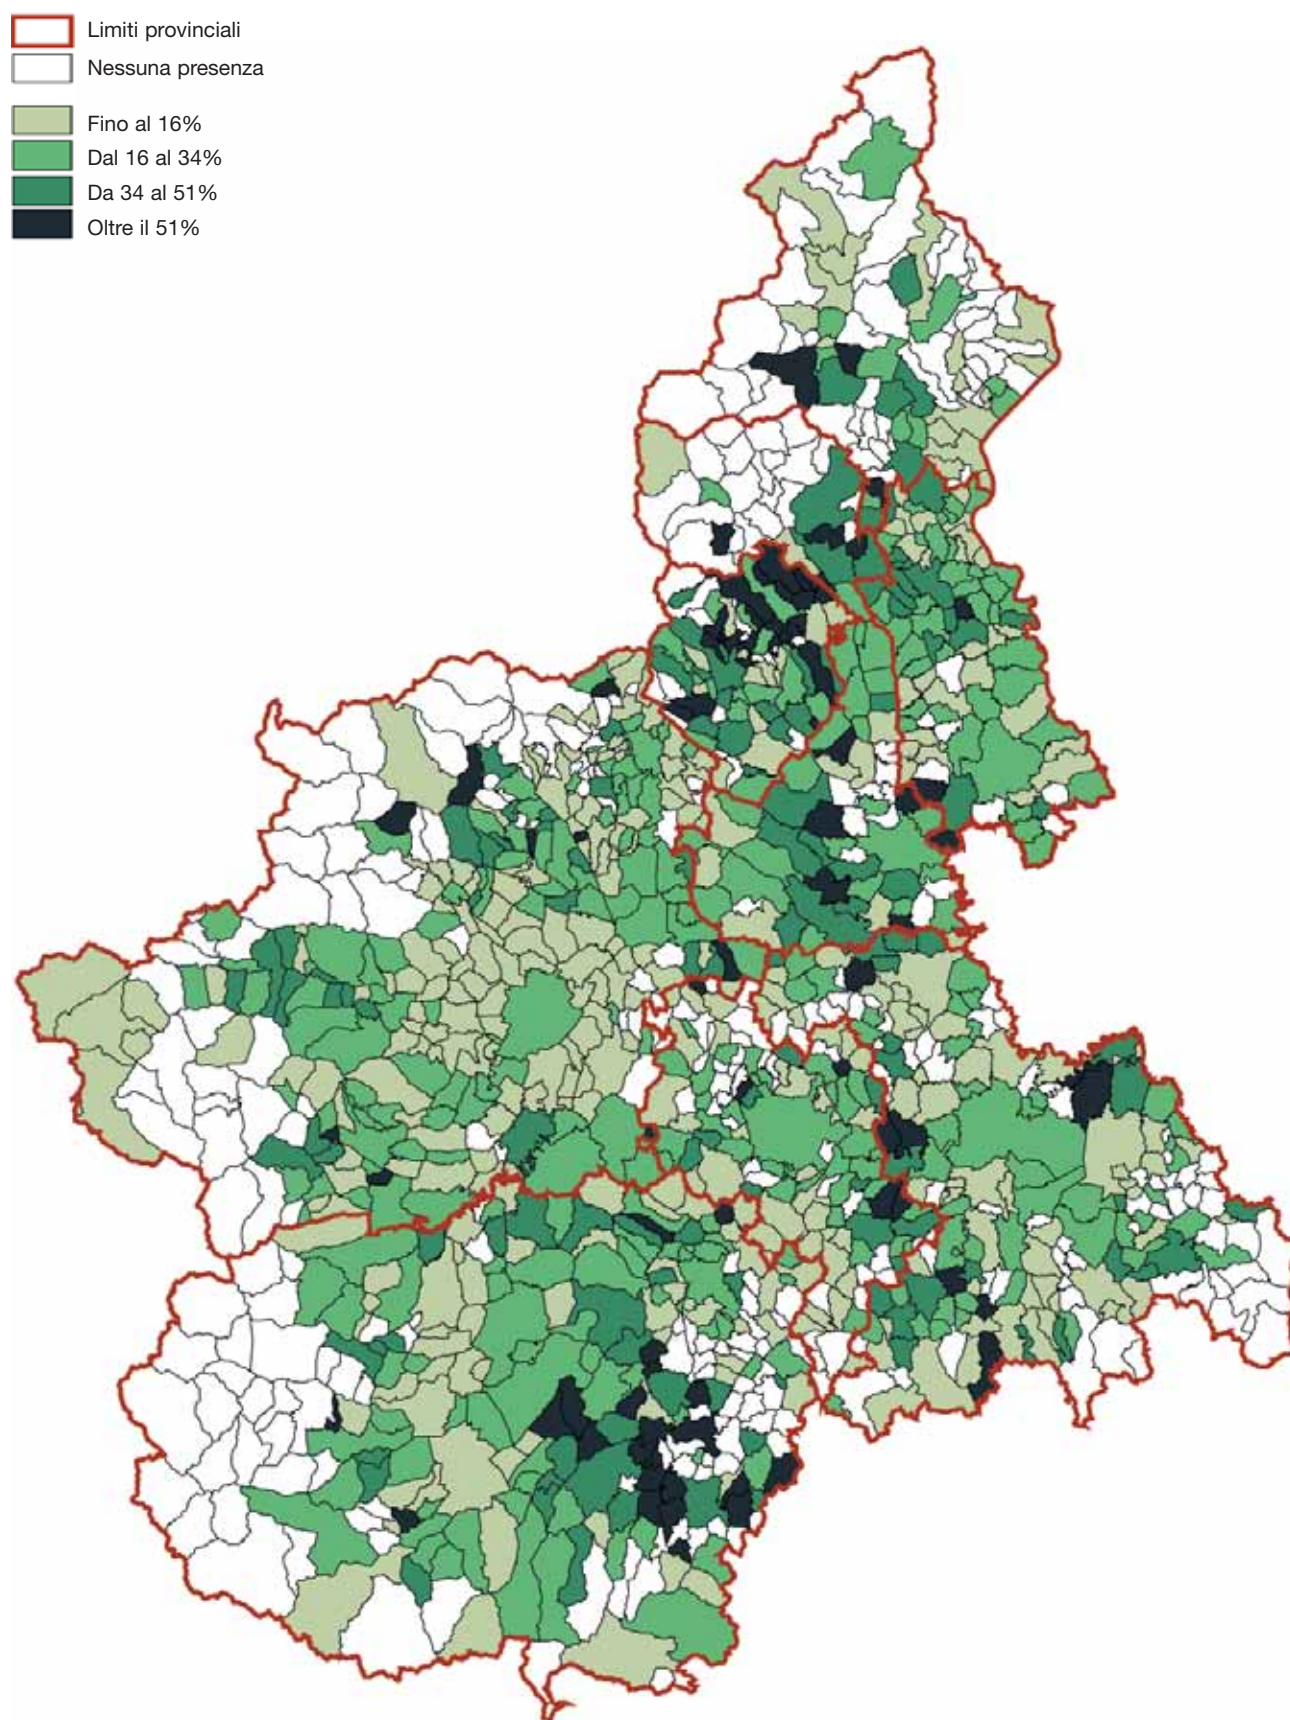 Limiti provinciali
Nessuna presenza
Fino al 16%
Dal 16 al 34%
Da 34 al 51%
Oltre il 51%